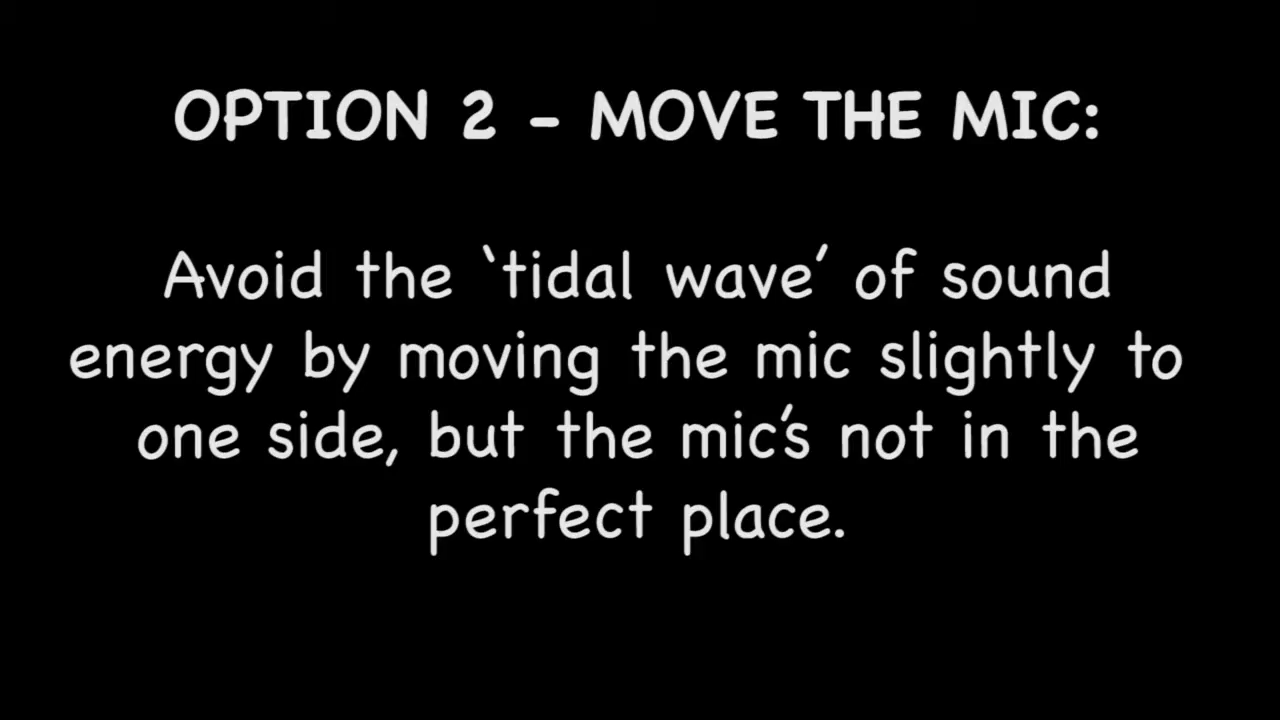 OPTION 2 - MOVE THE MIC:
Avoid the ‘tidal wave’ of sound
energy by moving the mic slightly to
one side, but the mic’s not in the
perfect place.